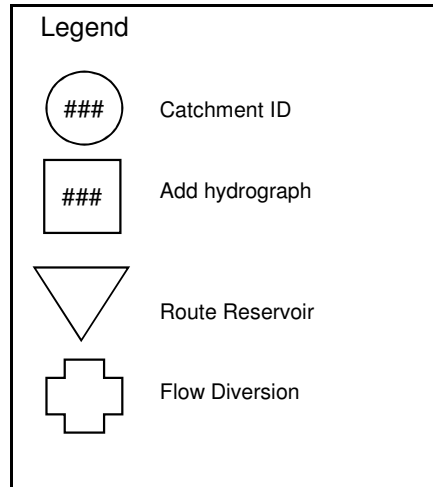 Legend
### Catchment ID
### Add hydrograph
Route Reservoir
Flow Diversion